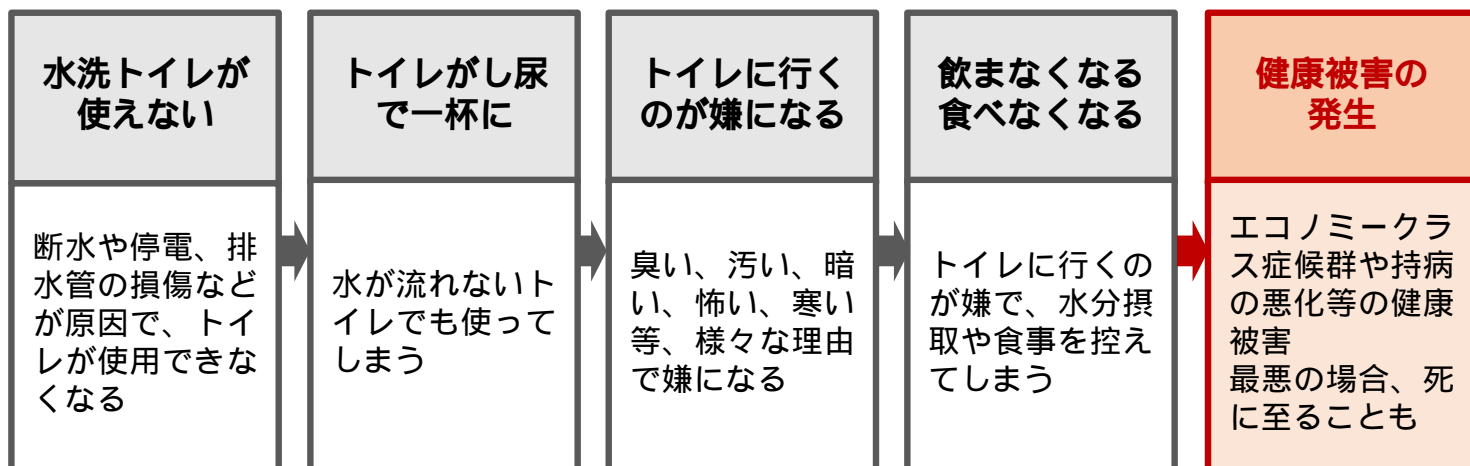 水洗トイレが
使えない
断水や停電、排
水管の損傷など
が原因で、トイ
レが使用できな
くなる
トイレがし尿
で一杯に
水が流れないト
イレでも使って
しまう
トイレに行く
のが嫌になる
臭い、汚い、暗
い、怖い、寒い
等、様々な理由
で嫌になる
飲まなくなる
食べなくなる
トイレに行くの
が嫌で、水分摂
取や食事を控え
てしまう
健康被害の
発生
エコノミークラ
ス症候群や持病
の悪化等の健康
被害
最悪の場合、死
に至ることも